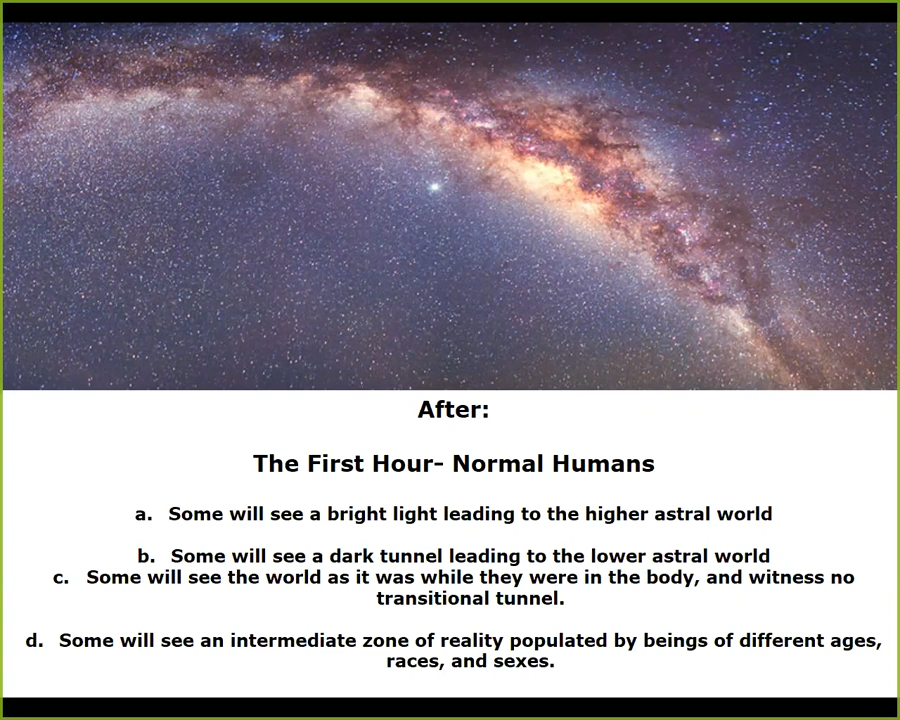 After:
The First Hour- Normal Humans
a. Some will see a bright light leading to the higher astral world
b. Some will see a dark tunnel leading to the lower astral world
c. Some will see the world as it was while they were in the body, and witness no
transitional tunnel.
d. Some will see an intermediate zone of reality populated by beings of different ages,
races, and sexes.